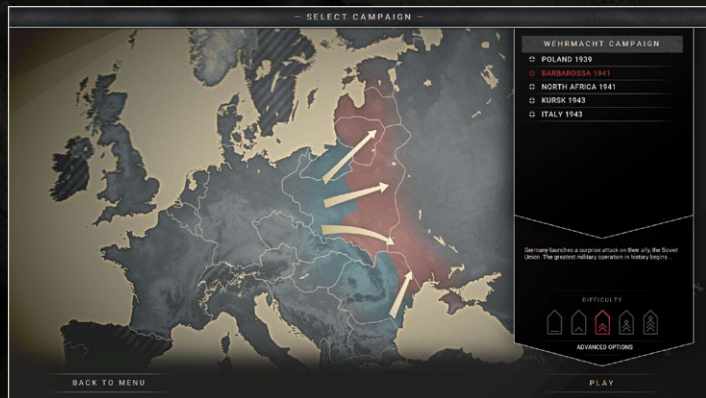 – SELECT CAMPAIGN –
WEHRMACHT CAMPAIGN
POLAND 1939
BARBAROSSA 1941
NORTH AFRICA 1941
KURSK 1943
ITALY 1943
Germany launches a surprise attack on their ally, the Soviet
Union. The greatest military operation in history begins...
DIFFICULTY
ADVANCED OPTIONS
BACK TO MENU
PLAY